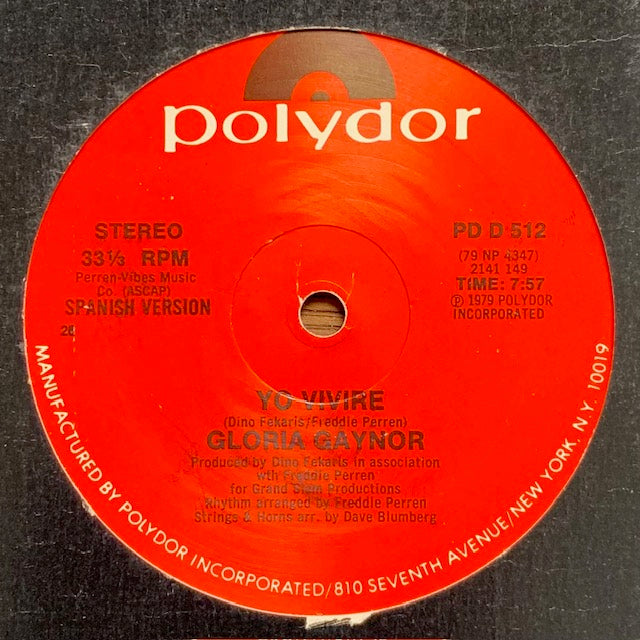 polydor
STEREO
33⅓ RPM
Perren-Vibes Music
Co. (ASCAP)
SPANISH VERSION
PD D 512
(79 NP 4347)
2141 149
TIME: 7:57
Ⓟ 1979 POLYDOR
INCORPORATED
YO VIVIRE
(Dino Fekaris/Freddie Perren)
GLORIA GAYNOR
Produced by Dino Fekaris in association
wth Freddie Perren
for Grand Slam Productions
Rhythm arranged by Freddie Perren
Strings & Horns arr. by Dave Blumberg
MANUFACTURED BY POLYDOR INCORPORATED/810 SEVENTH AVENUE/NEW YORK, N.Y. 10019